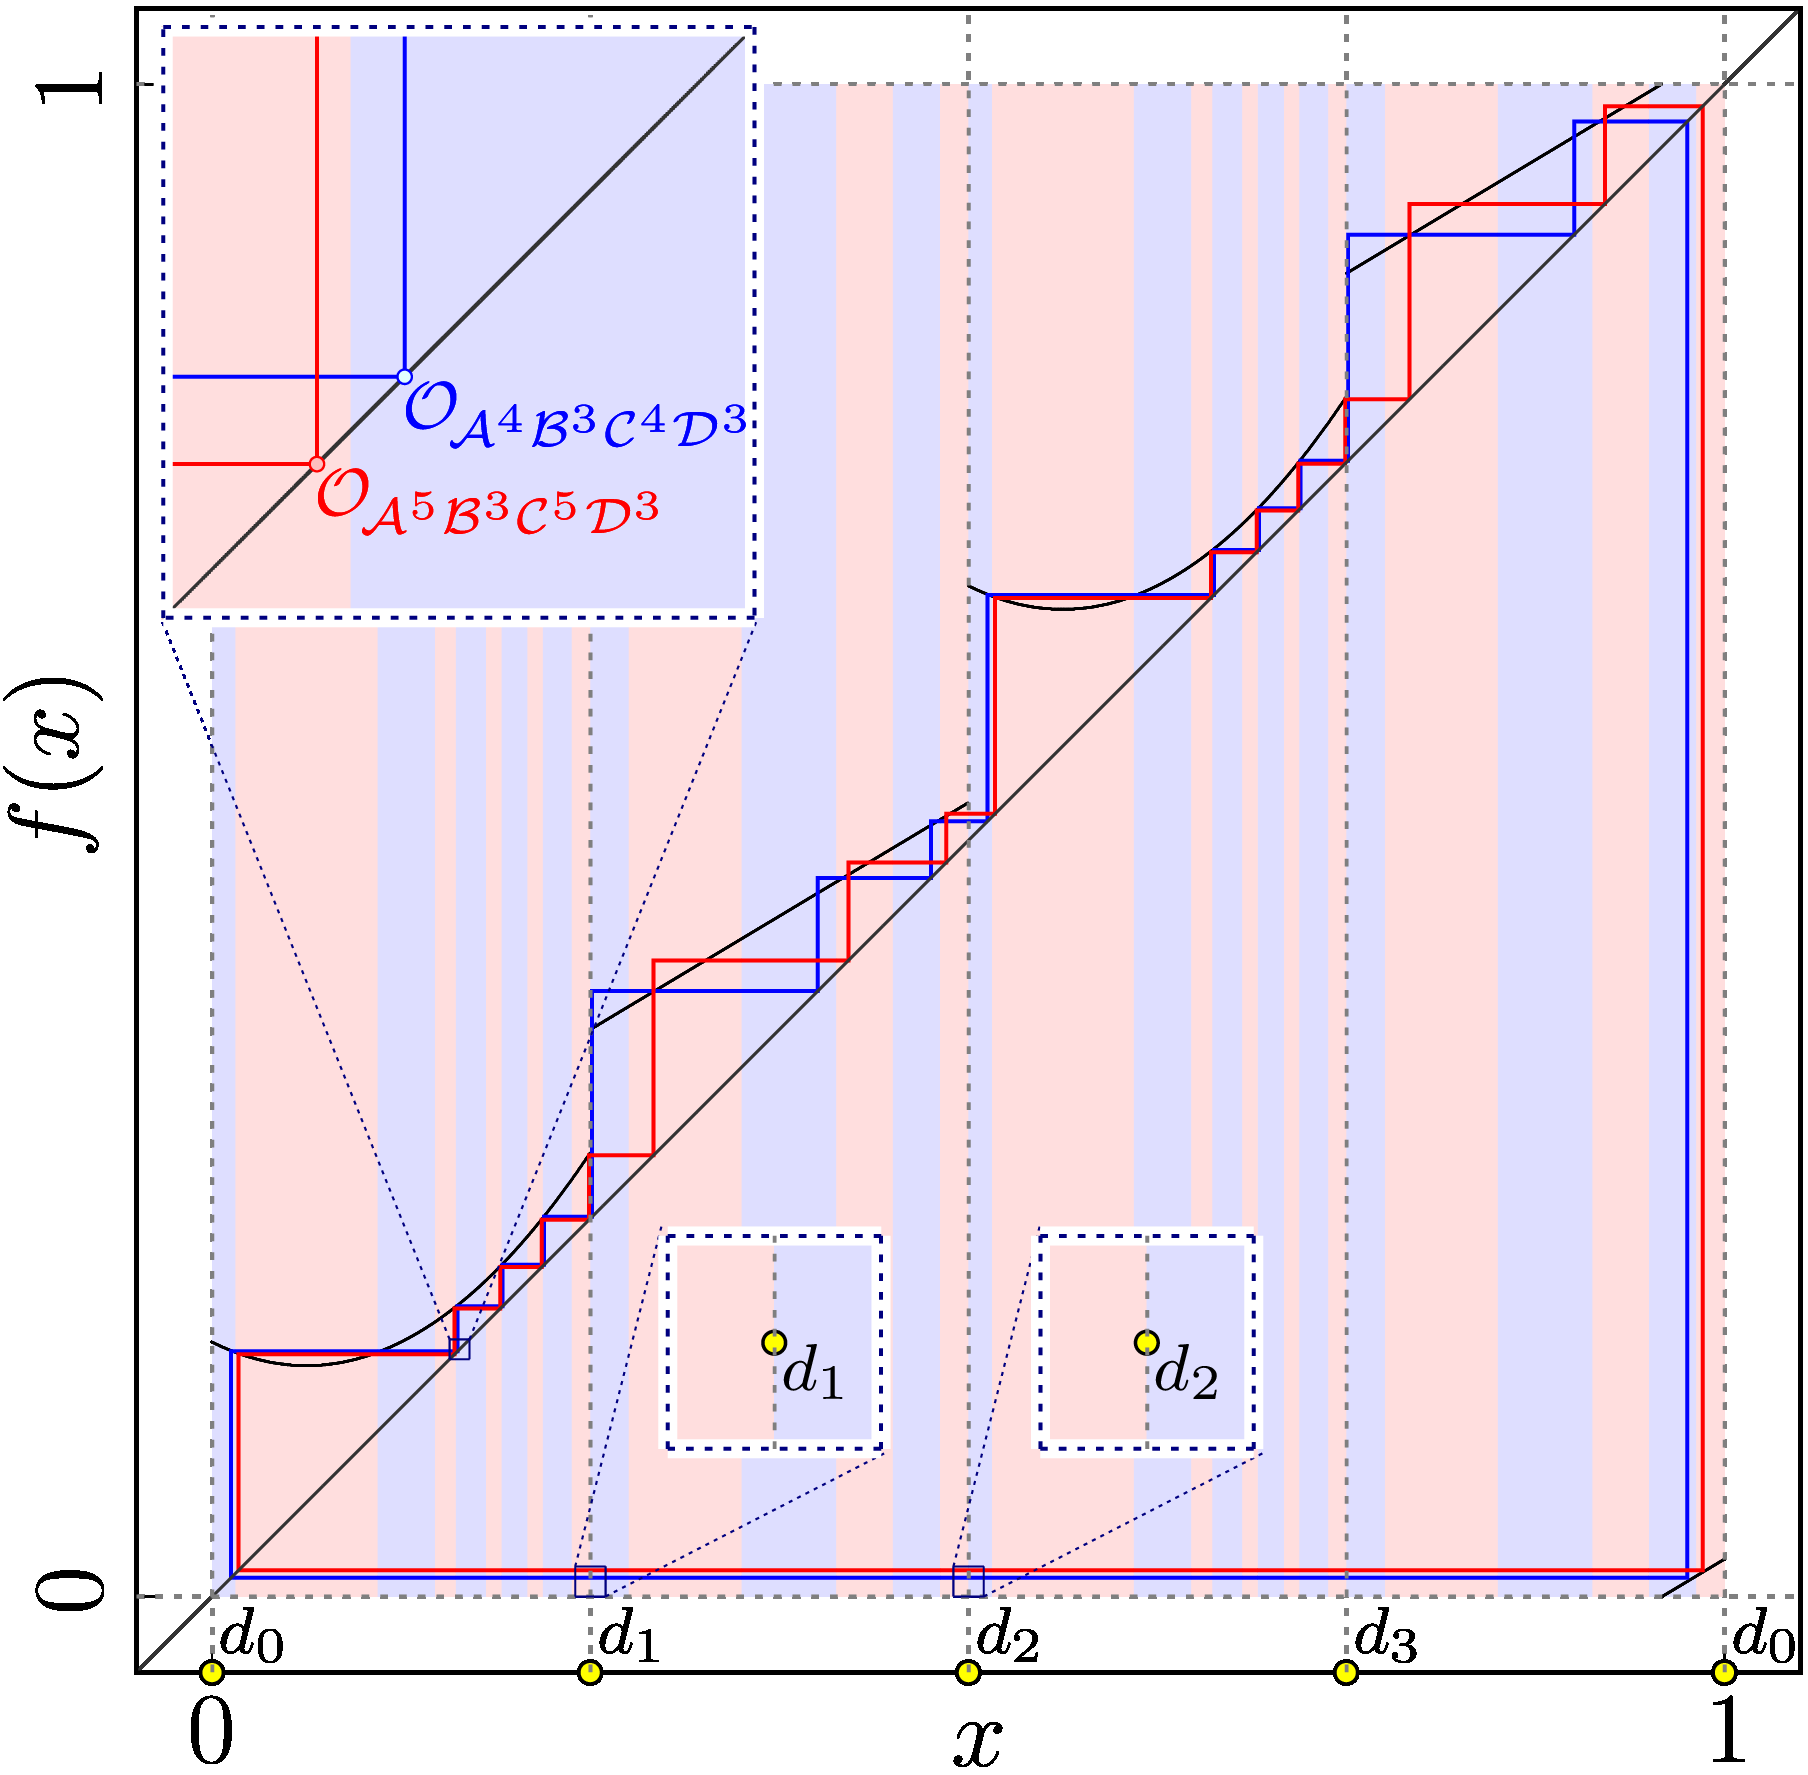 1
𝒪_{𝒜⁴ℬ³𝒞⁴𝒟³}
𝒪_{𝒜⁵ℬ³𝒞⁵𝒟³}
f(x)
d₁
d₂
0
d₀
d₁
d₂
d₃
d₀
0
x
1